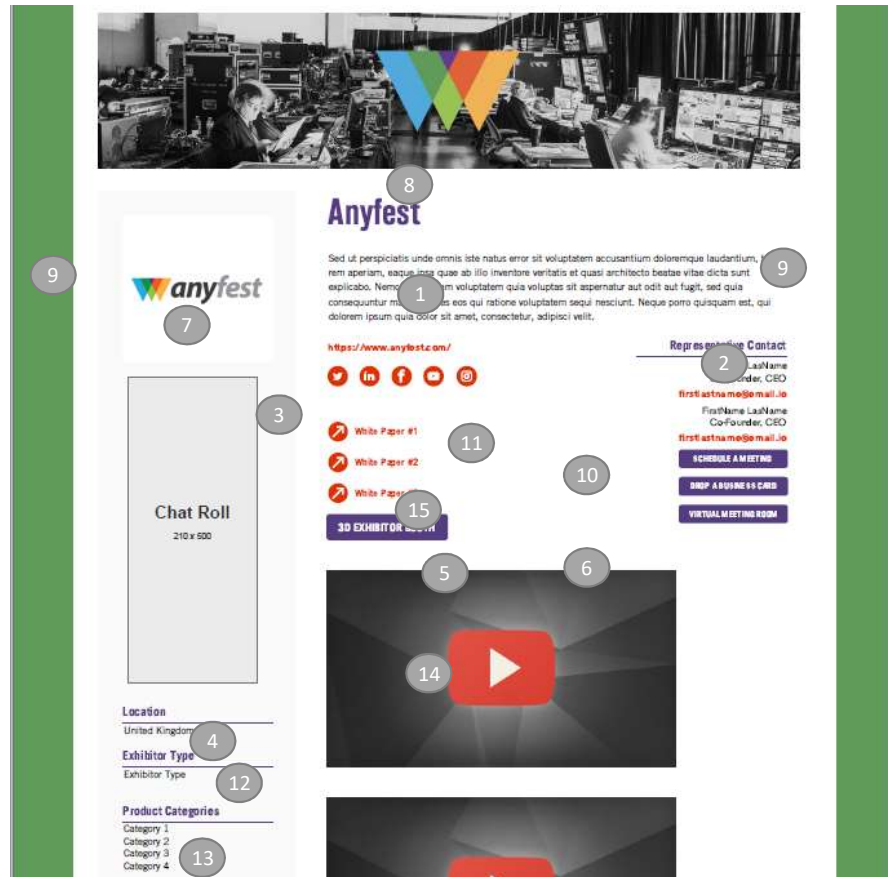 8
Anyfest
anyfest
7
9
Sed ut perspiciatis unde omnis iste natus error sit voluptatem accusantium doloremque laudantium,
rem aperiam, eaque ipsa quae ab illo inventore veritatis et quasi architecto beatae vitae dicta sunt
9
explicabo. voluptatem quia voluptas sit aspernatur aut odit aut fugit, sed quia
1
consequuntur eos qui ratione voluptatem sequi nesciunt. Neque porro quisquam est, qui
dolorem ipsum quia dolor sit amet, consectetur, adipisci velit.
https://www.anyfest.com/
Representative Contact
2
LasName
CEO
firstlastname@email.io
FirstName LasName
Co-Founder, CEO
firstlastname@email.io
SCHEDULE A MEETING
DROP A BUSINESS CARD
VIRTUAL MEETING ROOM
3
White Paper #1
11
White Paper #2
10
White Paper
15
3D EXHIBITOR BOOTH
Chat Roll
210 x 500
5
6
14
Location
United Kingdom
4
Exhibitor Type
Exhibitor Type
12
Product Categories
Category 1
Category 2
Category 3
Category 4
13